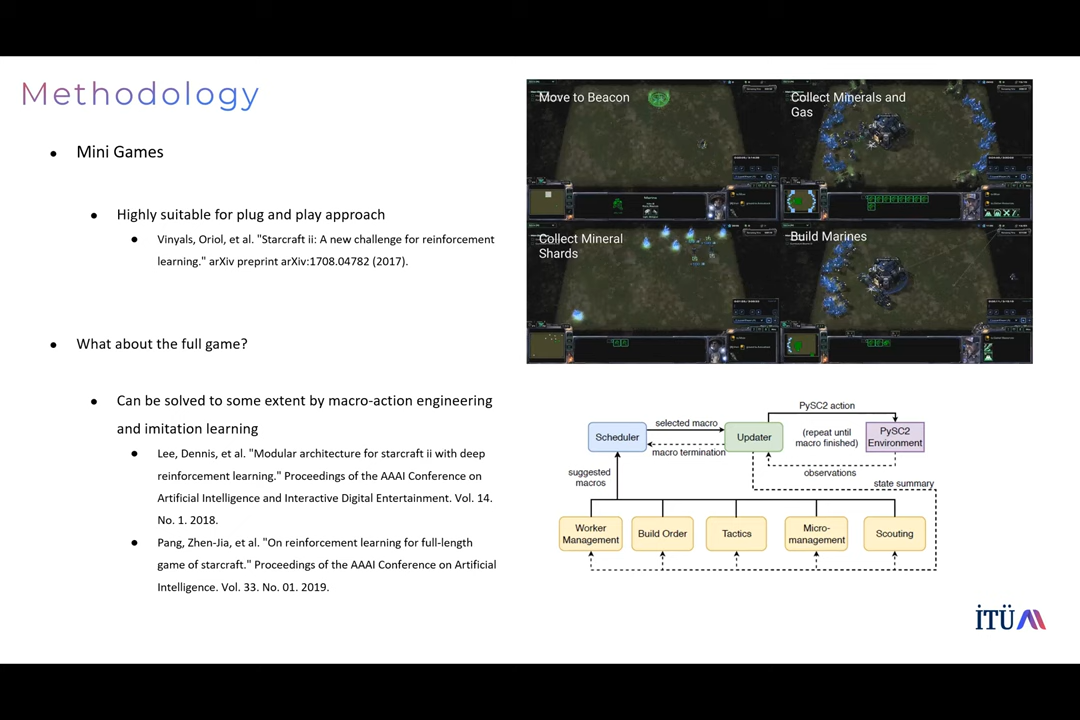 Methodology
Mini Games
Highly suitable for plug and play approach
Vinyals, Oriol, et al. "Starcraft ii: A new challenge for reinforcement
learning." arXiv preprint arXiv:1708.04782 (2017).
What about the full game?
Can be solved to some extent by macro-action engineering
and imitation learning
Lee, Dennis, et al. "Modular architecture for starcraft ii with deep
reinforcement learning." Proceedings of the AAAI Conference on
Artificial Intelligence and Interactive Digital Entertainment. Vol. 14.
No. 1. 2018.
Pang, Zhen-Jia, et al. "On reinforcement learning for full-length
game of starcraft." Proceedings of the AAAI Conference on Artificial
Intelligence. Vol. 33. No. 01. 2019.
Move to Beacon
Collect Minerals and
Gas
Collect Mineral
Shards
Build Marines
PySC2 action
Scheduler
selected macro
macro termination
Updater
(repeat until
macro finished)
PySC2
Environment
observations
suggested
macros
state summary
Worker
Management
Build Order
Tactics
Micro-
management
Scouting
İTÜ